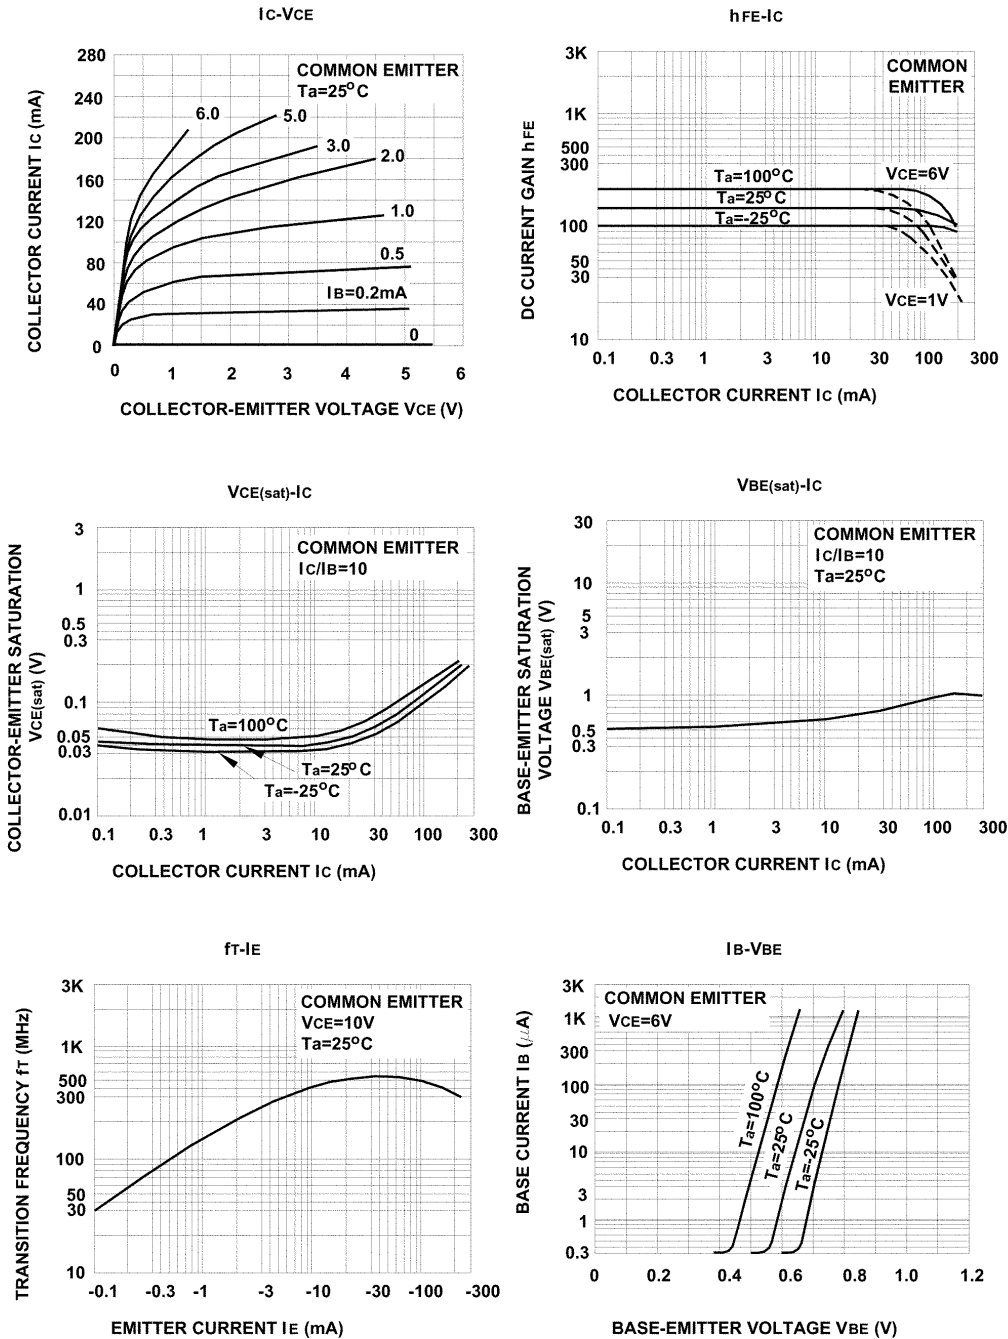 IC-VCE
COLLECTOR CURRENT IC (mA)
280
240
200
160
120
80
40
0
COMMON EMITTER
Ta=25°C
6.0
5.0
3.0
2.0
1.0
0.5
IB=0.2mA
0
0 1 2 3 4 5 6
COLLECTOR-EMITTER VOLTAGE VCE (V)
hFE-IC
DC CURRENT GAIN hFE
3K
1K
500
300
100
50
30
10
COMMON
EMITTER
Ta=100°C
Ta=25°C
Ta=-25°C
VCE=6V
VCE=1V
0.1 0.3 1 3 10 30 100 300
COLLECTOR CURRENT IC (mA)
VCE(sat)-IC
COLLECTOR-EMITTER SATURATION
VCE(sat) (V)
3
1
0.5
0.3
0.1
0.05
0.03
0.01
COMMON EMITTER
IC/IB=10
Ta=100°C
Ta=25°C
Ta=-25°C
0.1 0.3 1 3 10 30 100 300
COLLECTOR CURRENT IC (mA)
VBE(sat)-IC
BASE-EMITTER SATURATION
VOLTAGE VBE(sat) (V)
30
10
5
3
1
0.5
0.3
0.1
COMMON EMITTER
IC/IB=10
Ta=25°C
0.1 0.3 1 3 10 30 100 300
COLLECTOR CURRENT IC (mA)
fT-IE
TRANSITION FREQUENCY fT (MHz)
3K
1K
500
300
100
50
30
10
COMMON EMITTER
VCE=10V
Ta=25°C
-0.1 -0.3 -1 -3 -10 -30 -100 -300
EMITTER CURRENT IE (mA)
IB-VBE
BASE CURRENT IB (μA)
3K
1K
300
100
30
10
3
1
0.3
COMMON EMITTER
VCE=6V
Ta=100°C
Ta=25°C
Ta=-25°C
0 0.2 0.4 0.6 0.8 1.0 1.2
BASE-EMITTER VOLTAGE VBE (V)